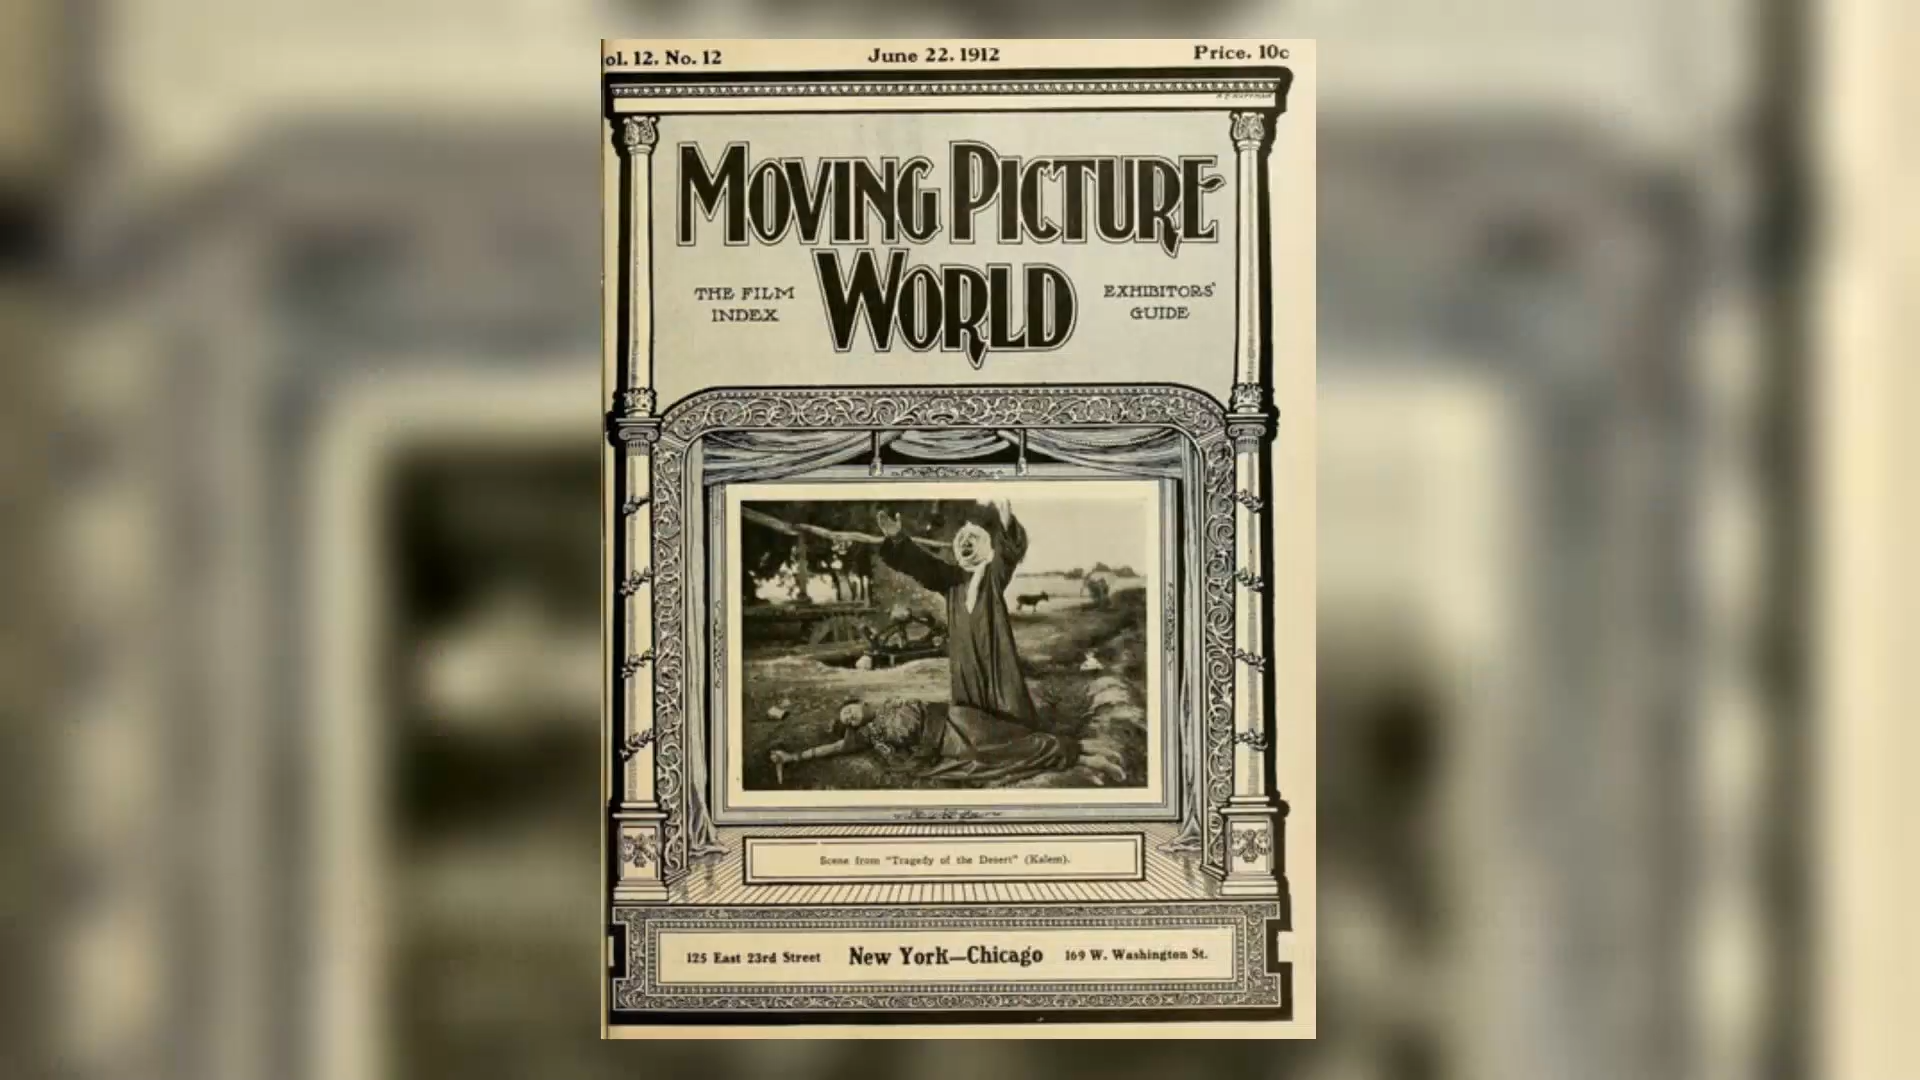 ol. 12. No. 12 June 22. 1912 Price. 10c
MOVING PICTURE
WORLD
THE FILM
INDEX
EXHIBITORS'
GUIDE
Scene from "Tragedy of the Desert" (Kalem).
125 East 23rd Street New York—Chicago 169 W. Washington St.